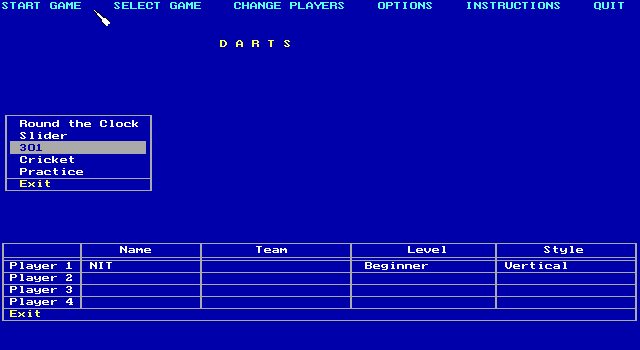 START GAME SELECT GAME CHANGE PLAYERS OPTIONS INSTRUCTIONS QUIT
D A R T S
Round the Clock
Slider
301
Cricket
Practice
Exit
Name Team Level Style
Player 1 NIT Beginner Vertical
Player 2
Player 3
Player 4
Exit